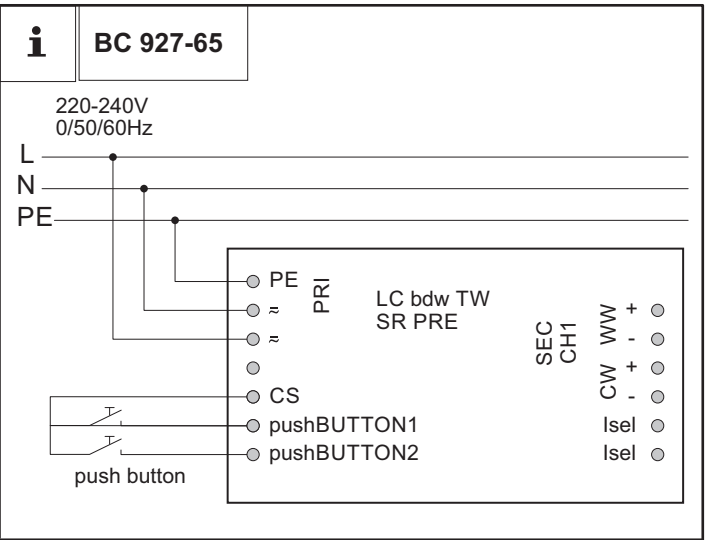 i
BC 927-65
220-240V
0/50/60Hz
L
N
PE
PE
PRI
LC bdw TW
SR PRE
≂
≂
SEC
CH1
WW
+
-
CW
+
-
CS
pushBUTTON1
Isel
pushBUTTON2
Isel
push button